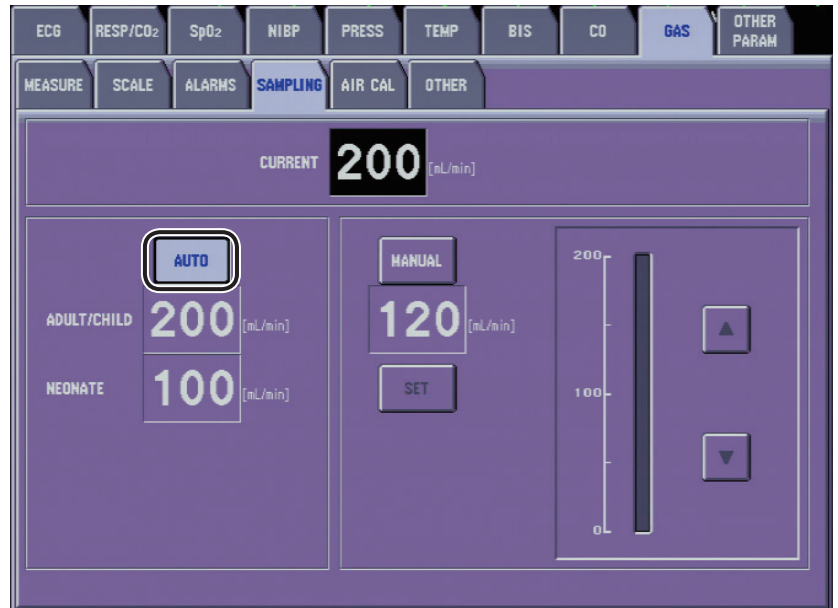 ECG RESP/CO2 SpO2 NIBP PRESS TEMP BIS CO GAS OTHER PARAM
MEASURE SCALE ALARMS SAMPLING AIR CAL OTHER
CURRENT 200 [mL/min]
AUTO
ADULT/CHILD 200 [mL/min]
NEONATE 100 [mL/min]
MANUAL
120 [mL/min]
SET
200
100
0